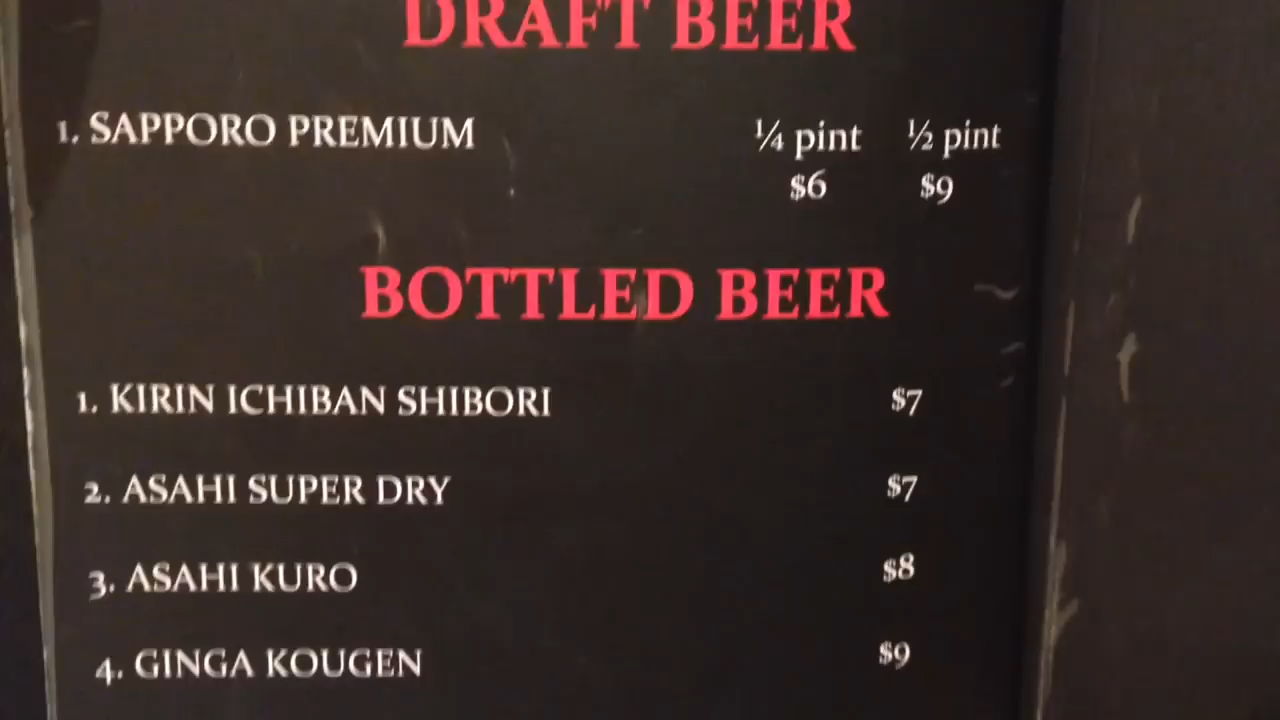 DRAFT BEER
1. SAPPORO PREMIUM ¼ pint ½ pint
$6 $9
BOTTLED BEER
1. KIRIN ICHIBAN SHIBORI $7
2. ASAHI SUPER DRY $7
3. ASAHI KURO $8
4. GINGA KOUGEN $9